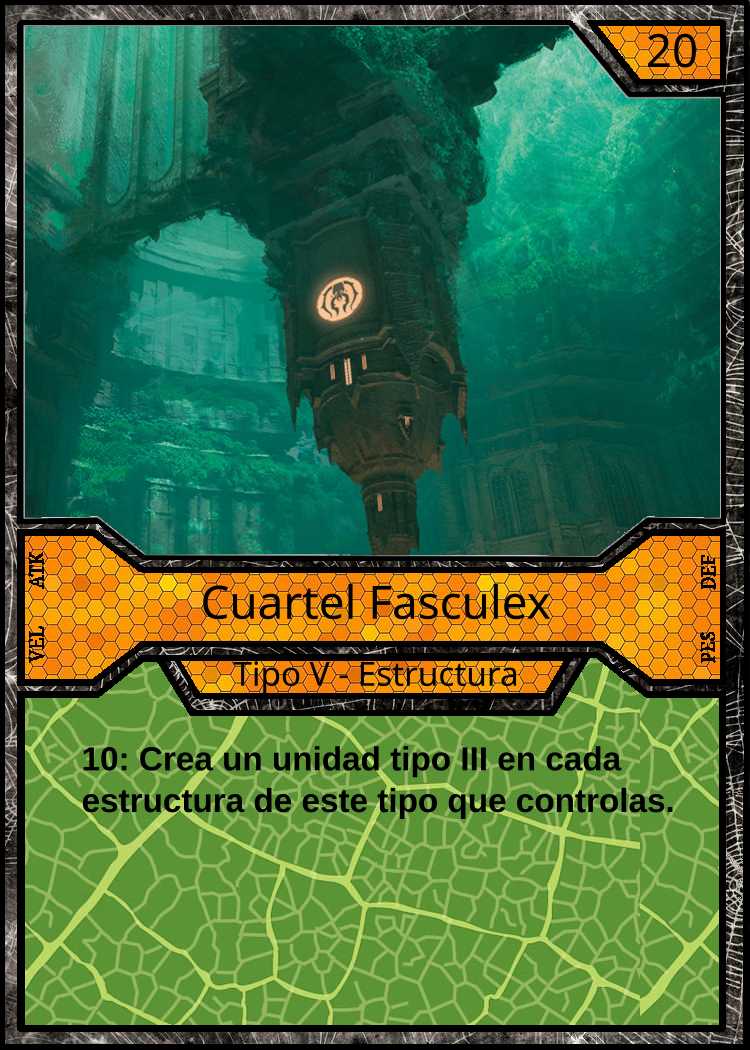 20
ATK
DEF
Cuartel Fasculex
VEL
PES
Tipo V - Estructura
10: Crea un unidad tipo III en cada
estructura de este tipo que controlas.